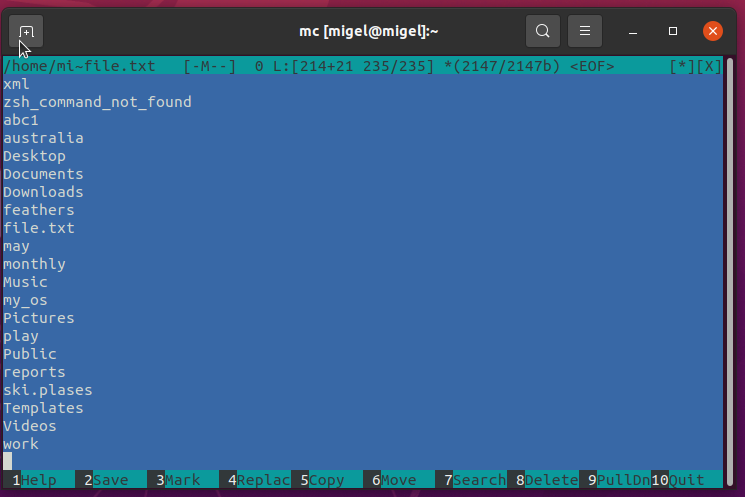 mc [migel@migel]:~
/home/mi~file.txt   [-M--]  0 L:[214+21 235/235] *(2147/2147b) <EOF>      [*][X]
xml
zsh_command_not_found
abc1
australia
Desktop
Documents
Downloads
feathers
file.txt
may
monthly
Music
my_os
Pictures
play
Public
reports
ski.plases
Templates
Videos
work
1Help  2Save  3Mark  4Replac 5Copy  6Move  7Search 8Delete 9PullDn 10Quit